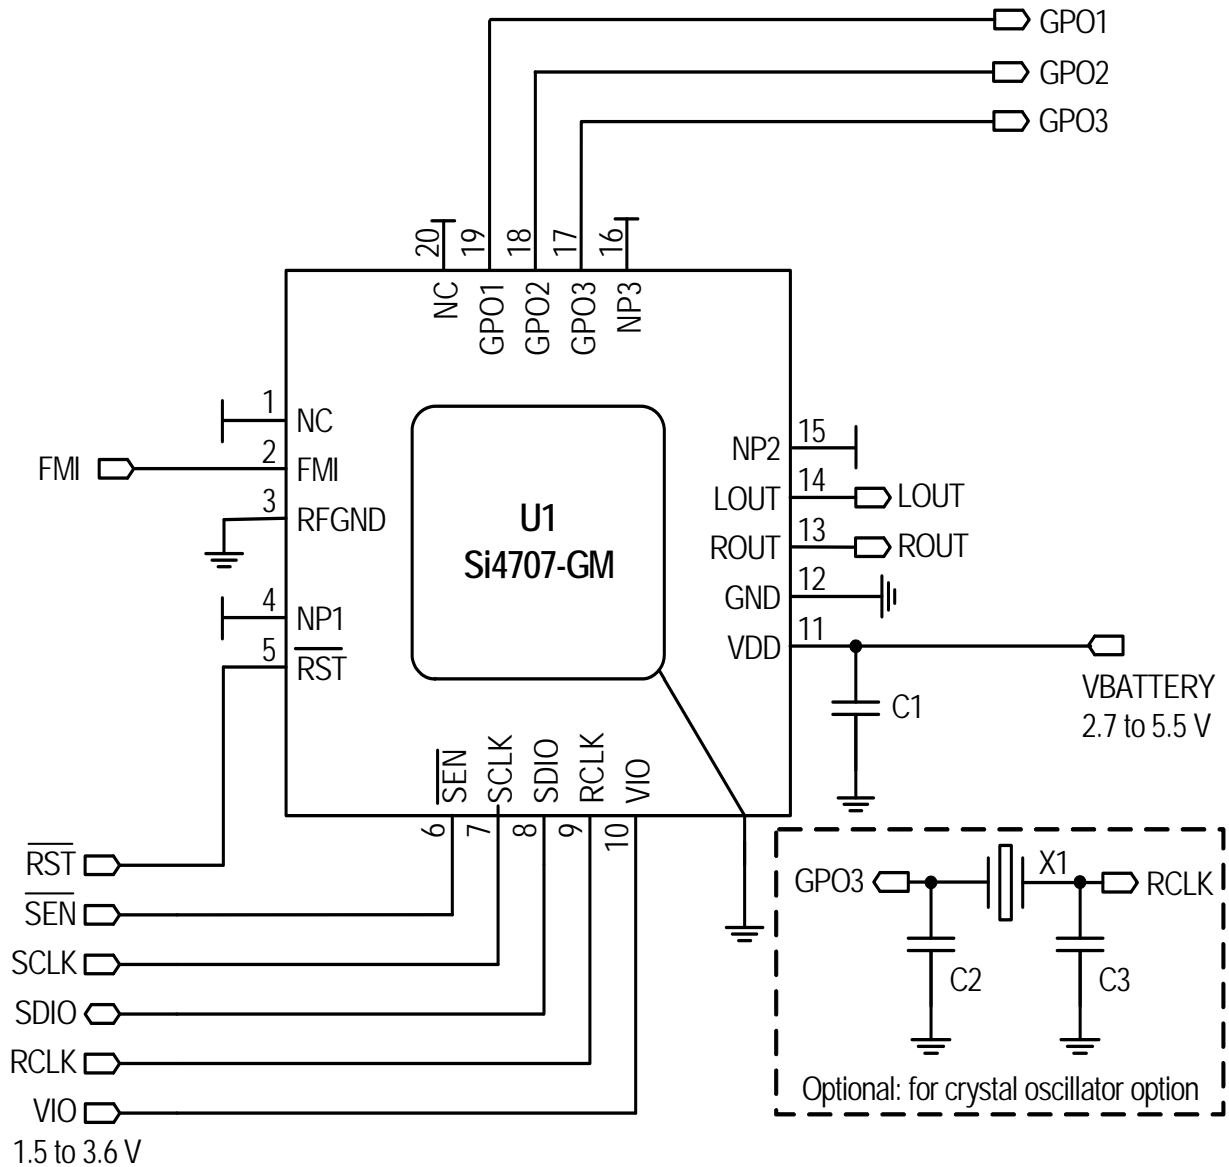 GPO1
GPO2
GPO3
20
19
18
17
16
NC
GPO1
GPO2
GPO3
NP3
1
NC
FMI
2
FMI
3
RFGND
4
NP1
5
RST
U1
Si4707-GM
NP2
15
LOUT
14
LOUT
ROUT
13
ROUT
GND
12
VDD
11
VBATTERY
2.7 to 5.5 V
C1
SEN
SCLK
SDIO
RCLK
VIO
6
7
8
9
10
RST
SEN
SCLK
SDIO
RCLK
VIO
1.5 to 3.6 V
GPO3
X1
RCLK
C2
C3
Optional: for crystal oscillator option